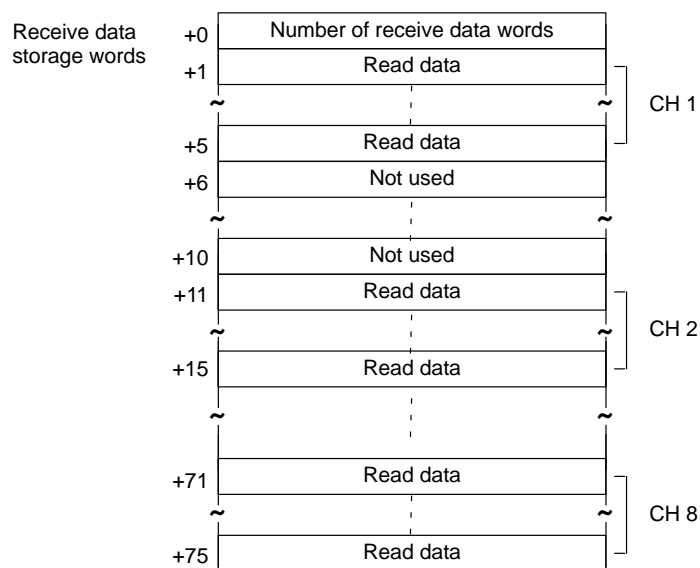 Receive data
storage words
+0 Number of receive data words
+1 Read data
CH 1
+5 Read data
+6 Not used
+10 Not used
+11 Read data
CH 2
+15 Read data
+71 Read data
CH 8
+75 Read data